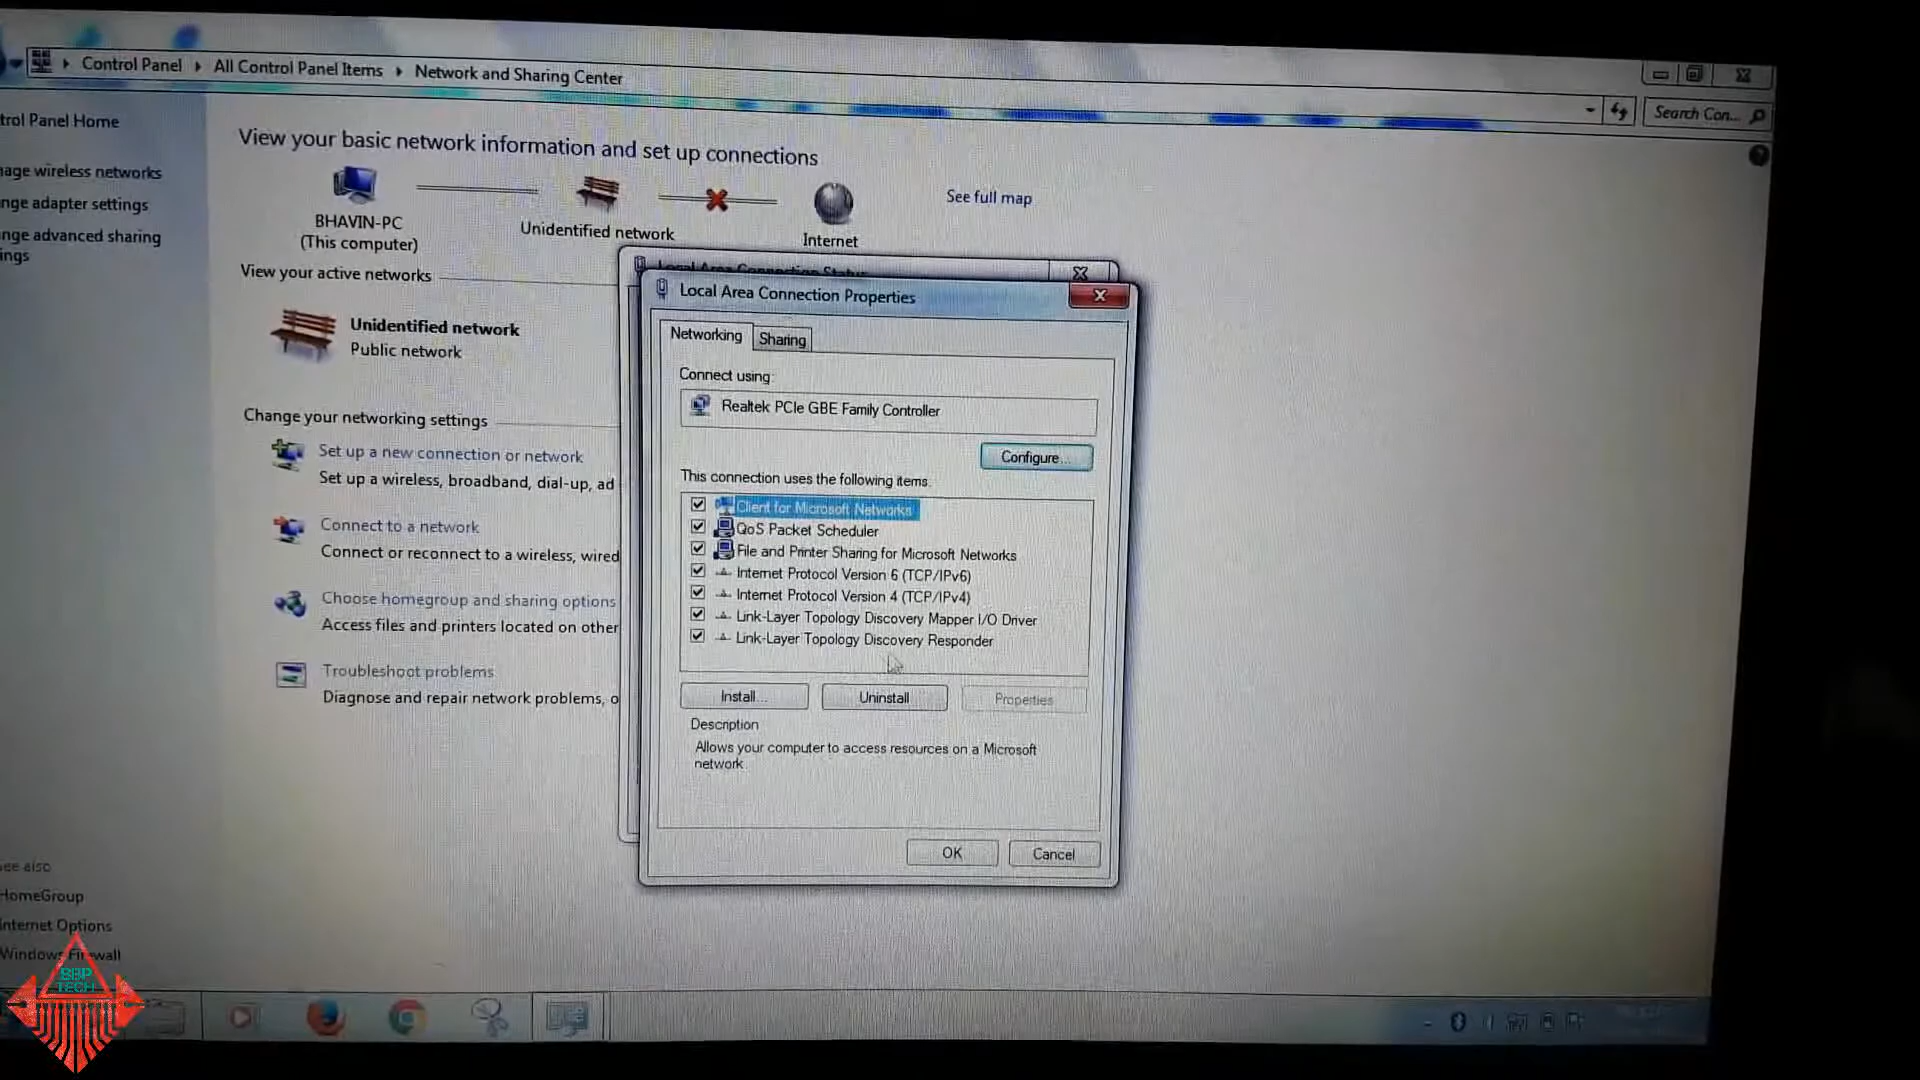 Control Panel
All Control Panel Items
Network and Sharing Center
Search Con...
trol Panel Home
View your basic network information and set up connections
age wireless networks
nge adapter settings
nge advanced sharing
ings
BHAVIN-PC
(This computer)
Unidentified network
Internet
See full map
View your active networks
Unidentified network
Public network
Change your networking settings
Set up a new connection or network
Set up a wireless, broadband, dial-up, ad
Connect to a network
Connect or reconnect to a wireless, wired
Choose homegroup and sharing options
Access files and printers located on other
Troubleshoot problems
Diagnose and repair network problems, o
Local Area Connection Status
Local Area Connection Properties
Networking
Sharing
Connect using:
Realtek PCIe GBE Family Controller
Configure...
This connection uses the following items:
Client for Microsoft Networks
QoS Packet Scheduler
File and Printer Sharing for Microsoft Networks
Internet Protocol Version 6 (TCP/IPv6)
Internet Protocol Version 4 (TCP/IPv4)
Link-Layer Topology Discovery Mapper I/O Driver
Link-Layer Topology Discovery Responder
Install...
Uninstall
Properties
Description
Allows your computer to access resources on a Microsoft
network.
OK
Cancel
ee also
HomeGroup
Internet Options
Windows Firewall
BBP
TECH